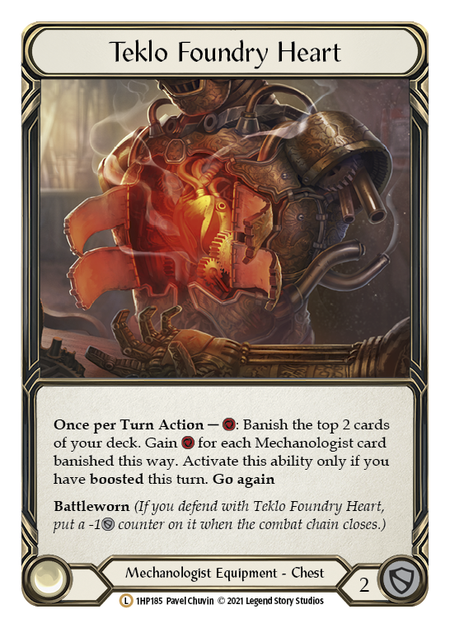 Teklo Foundry Heart
Once per Turn Action — : Banish the top 2 cards
of your deck. Gain for each Mechanologist card
banished this way. Activate this ability only if you
have boosted this turn. Go again
Battleworn (If you defend with Teklo Foundry Heart,
put a -1 counter on it when the combat chain closes.)
Mechanologist Equipment - Chest
2
L 1HP185 Pavel Chuvin © 2021 Legend Story Studios